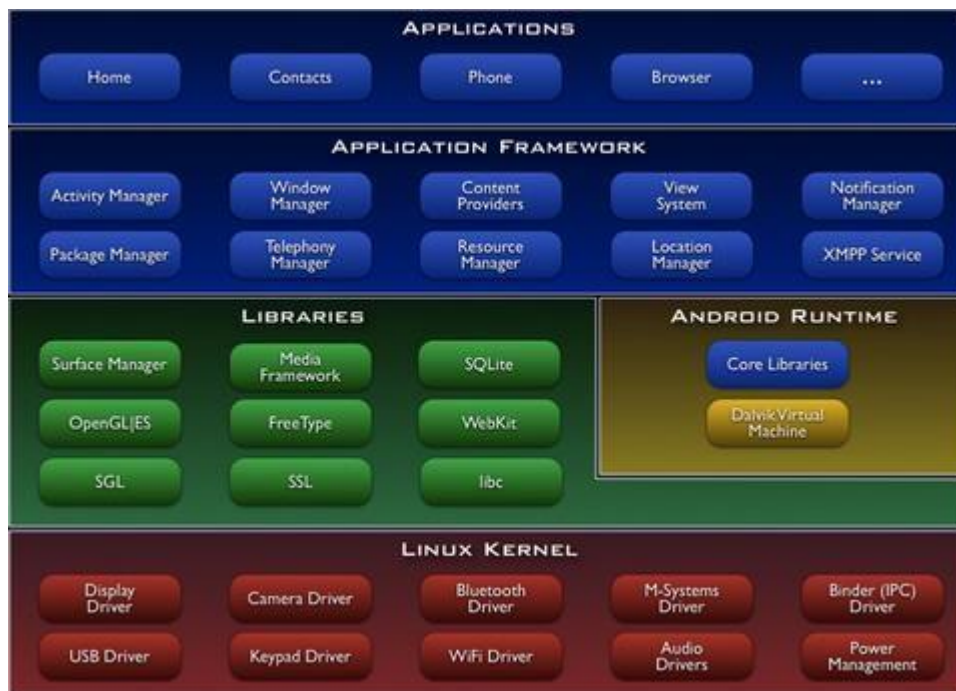 APPLICATIONS
Home
Contacts
Phone
Browser
...
APPLICATION FRAMEWORK
Activity Manager
Window
Manager
Content
Providers
View
System
Notification
Manager
Package Manager
Telephony
Manager
Resource
Manager
Location
Manager
XMPP Service
LIBRARIES
Surface Manager
Media
Framework
SQLite
OpenGL|ES
FreeType
WebKit
SGL
SSL
libc
ANDROID RUNTIME
Core Libraries
Dalvik Virtual
Machine
LINUX KERNEL
Display
Driver
Camera Driver
Bluetooth
Driver
M-Systems
Driver
Binder (IPC)
Driver
USB Driver
Keypad Driver
WiFi Driver
Audio
Drivers
Power
Management